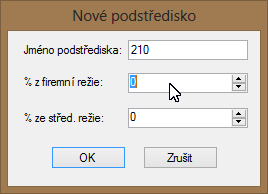 Nové podstředisko
Jméno podstřediska: 210
% z firemní režie: 0
% ze střed. režie: 0
OK Zrušit